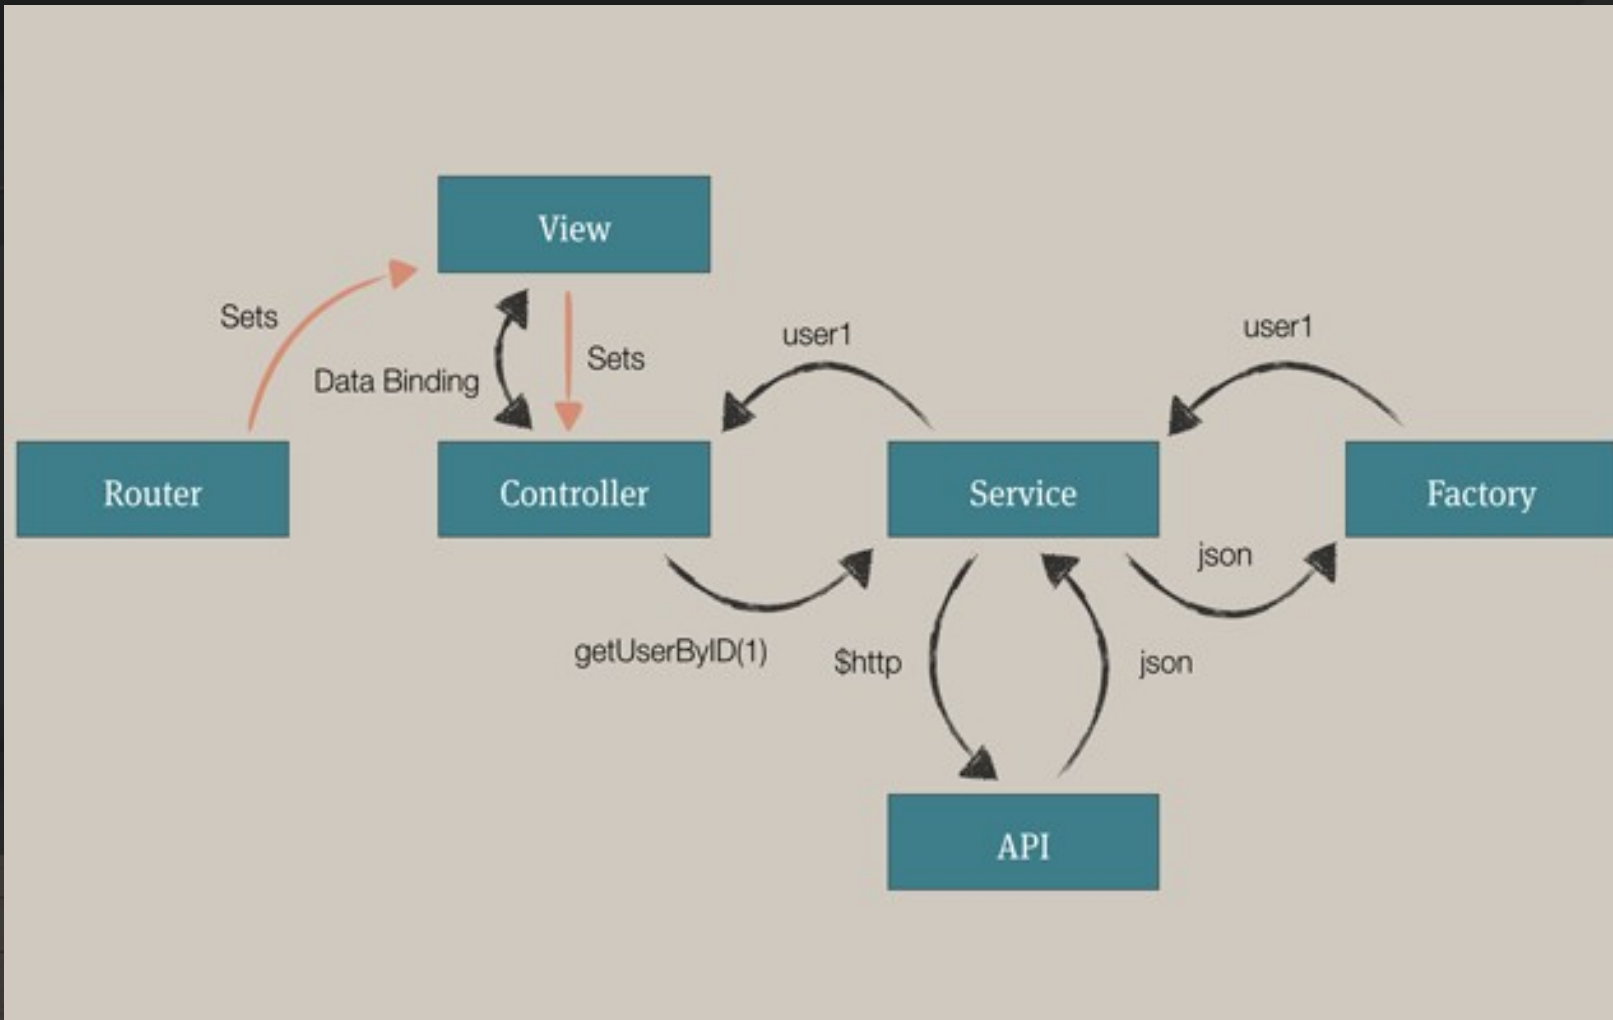 View
Sets
Data Binding
Sets
user1
user1
Router
Controller
Service
Factory
json
getUserByID(1)
$http
json
API